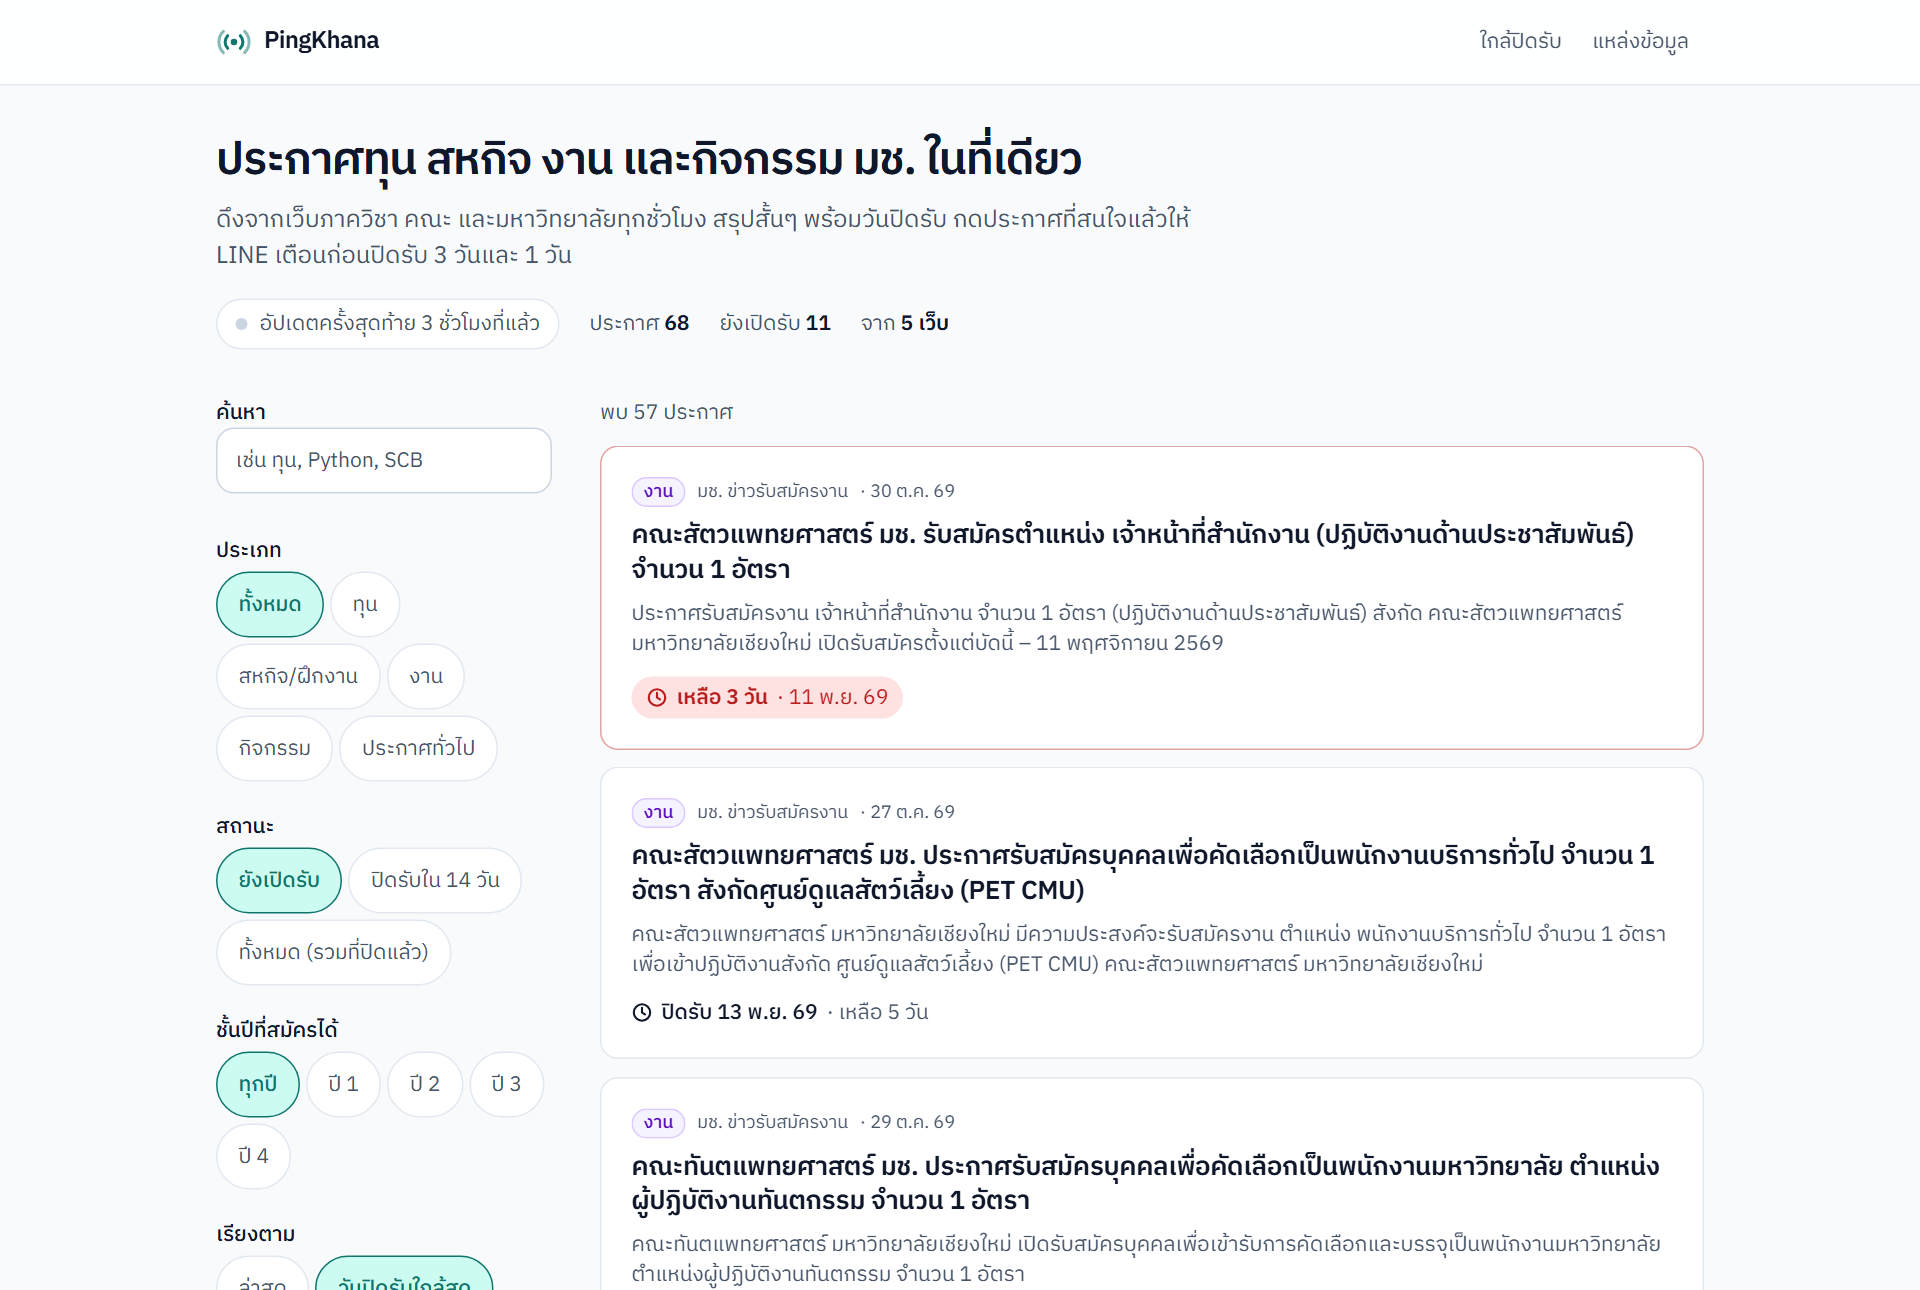 PingKhana
ใกล้ปิดรับ
แหล่งข้อมูล
ประกาศทุน สหกิจ งาน และกิจกรรม มช. ในที่เดียว
ดึงจากเว็บภาควิชา คณะ และมหาวิทยาลัยทุกชั่วโมง สรุปสั้นๆ พร้อมวันปิดรับ กดประกาศที่สนใจแล้วให้
LINE เตือนก่อนปิดรับ 3 วันและ 1 วัน
อัปเดตครั้งสุดท้าย 3 ชั่วโมงที่แล้ว
ประกาศ 68
ยังเปิดรับ 11
จาก 5 เว็บ
ค้นหา
เช่น ทุน, Python, SCB
ประเภท
ทั้งหมด
ทุน
สหกิจ/ฝึกงาน
งาน
กิจกรรม
ประกาศทั่วไป
สถานะ
ยังเปิดรับ
ปิดรับใน 14 วัน
ทั้งหมด (รวมที่ปิดแล้ว)
ชั้นปีที่สมัครได้
ทุกปี
ปี 1
ปี 2
ปี 3
ปี 4
เรียงตาม
ล่าสุด
วันปิดรับใกล้สุด
พบ 57 ประกาศ
งาน มช. ข่าวรับสมัครงาน · 30 ต.ค. 69
คณะสัตวแพทยศาสตร์ มช. รับสมัครตำแหน่ง เจ้าหน้าที่สำนักงาน (ปฏิบัติงานด้านประชาสัมพันธ์)
จำนวน 1 อัตรา
ประกาศรับสมัครงาน เจ้าหน้าที่สำนักงาน จำนวน 1 อัตรา (ปฏิบัติงานด้านประชาสัมพันธ์) สังกัด คณะสัตวแพทยศาสตร์
มหาวิทยาลัยเชียงใหม่ เปิดรับสมัครตั้งแต่บัดนี้ – 11 พฤศจิกายน 2569
เหลือ 3 วัน · 11 พ.ย. 69
งาน มช. ข่าวรับสมัครงาน · 27 ต.ค. 69
คณะสัตวแพทยศาสตร์ มช. ประกาศรับสมัครบุคคลเพื่อคัดเลือกเป็นพนักงานบริการทั่วไป จำนวน 1
อัตรา สังกัดศูนย์ดูแลสัตว์เลี้ยง (PET CMU)
คณะสัตวแพทยศาสตร์ มหาวิทยาลัยเชียงใหม่ มีความประสงค์จะรับสมัครงาน ตำแหน่ง พนักงานบริการทั่วไป จำนวน 1 อัตรา
เพื่อเข้าปฏิบัติงานสังกัด ศูนย์ดูแลสัตว์เลี้ยง (PET CMU) คณะสัตวแพทยศาสตร์ มหาวิทยาลัยเชียงใหม่
ปิดรับ 13 พ.ย. 69 · เหลือ 5 วัน
งาน มช. ข่าวรับสมัครงาน · 29 ต.ค. 69
คณะทันตแพทยศาสตร์ มช. ประกาศรับสมัครบุคคลเพื่อคัดเลือกเป็นพนักงานมหาวิทยาลัย ตำแหน่ง
ผู้ปฏิบัติงานทันตกรรม จำนวน 1 อัตรา
คณะทันตแพทยศาสตร์ มหาวิทยาลัยเชียงใหม่ เปิดรับสมัครบุคคลเพื่อเข้ารับการคัดเลือกและบรรจุเป็นพนักงานมหาวิทยาลัย
ตำแหน่งผู้ปฏิบัติงานทันตกรรม จำนวน 1 อัตรา